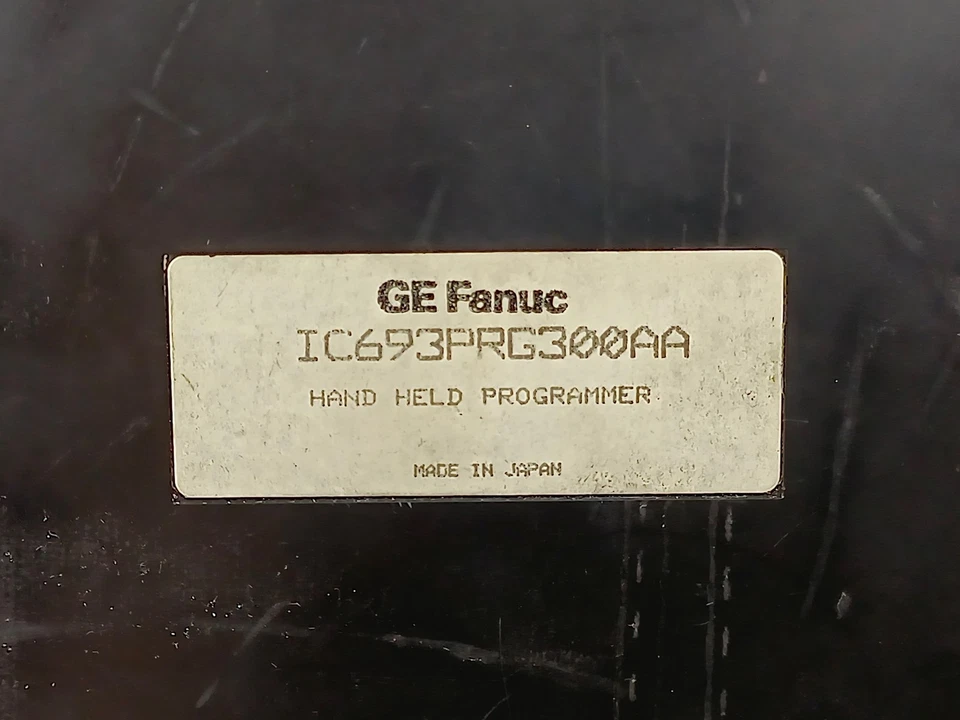 GE Fanuc
IC693PRG300AA
HAND HELD PROGRAMMER
MADE IN JAPAN